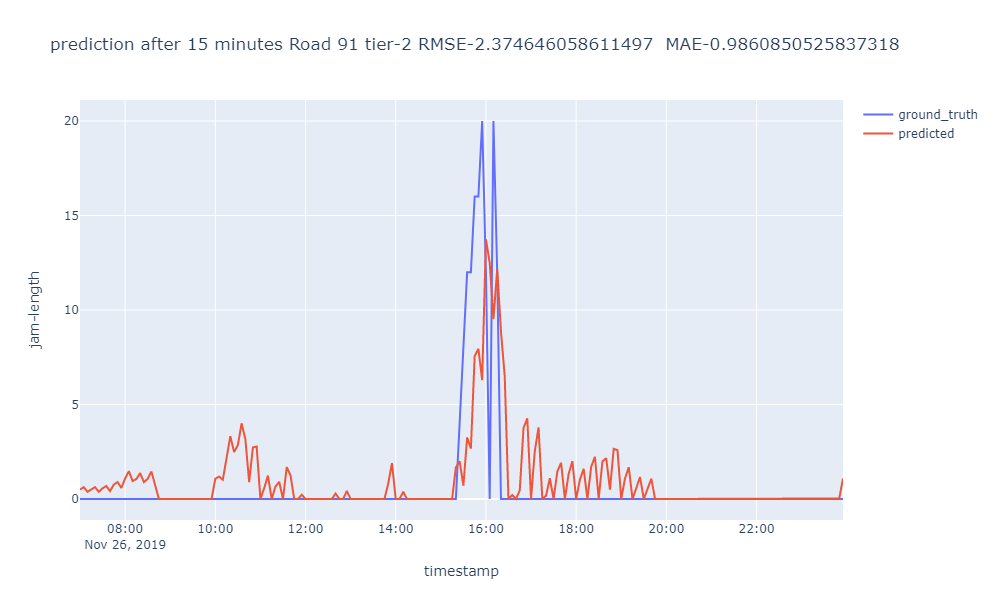 prediction after 15 minutes Road 91 tier-2 RMSE-2.374646058611497  MAE-0.9860850525837318
ground_truth
predicted
20
15
10
5
0
jam-length
08:00 10:00 12:00 14:00 16:00 18:00 20:00 22:00
Nov 26, 2019
timestamp